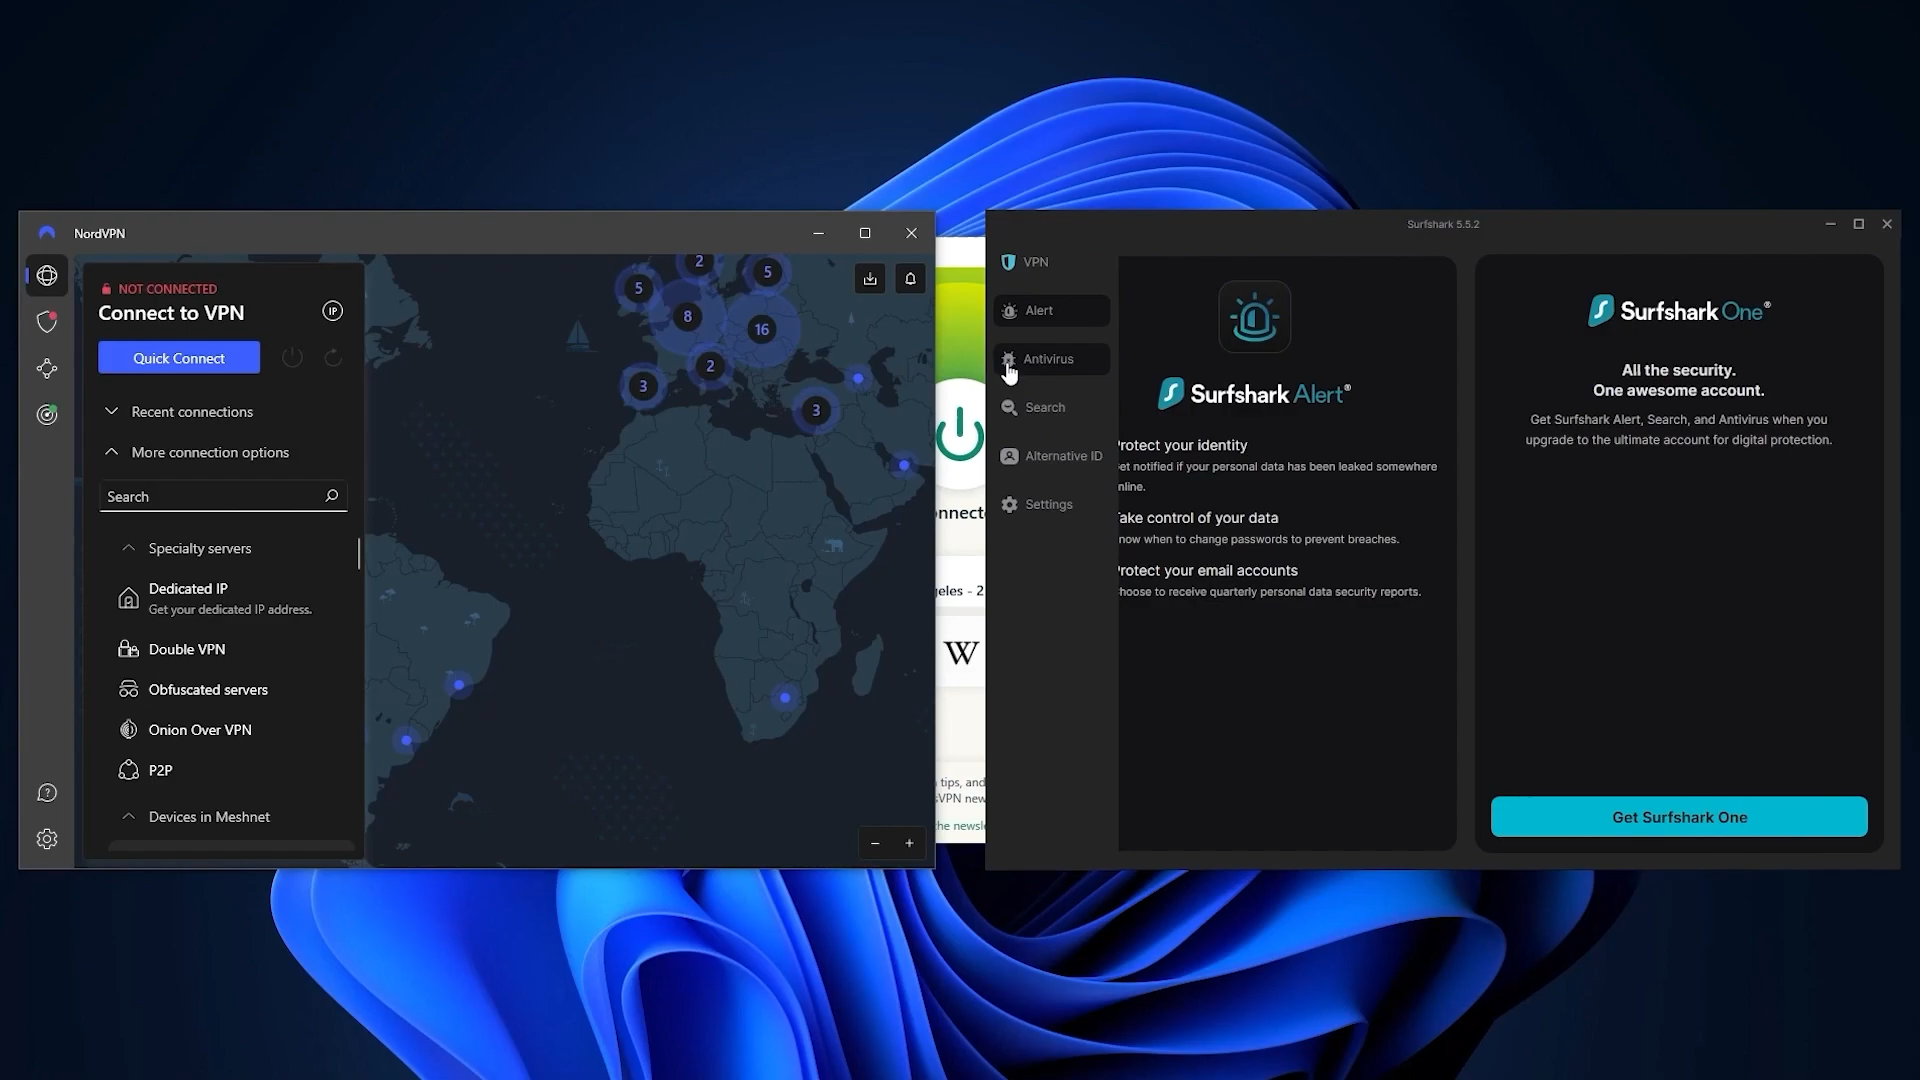 NordVPN
NOT CONNECTED
Connect to VPN
IP
Quick Connect
Recent connections
More connection options
Search
Specialty servers
Dedicated IP
Get your dedicated IP address.
Double VPN
Obfuscated servers
Onion Over VPN
P2P
Devices in Meshnet
2
5
5
8
16
2
3
3
− +
nnecte
eles - 2
W
tips, and
VPN new
he newsl
Surfshark 5.5.2
VPN
Alert
Antivirus
Search
Alternative ID
Settings
Surfshark Alert®
Protect your identity
et notified if your personal data has been leaked somewhere
nline.
Take control of your data
now when to change passwords to prevent breaches.
Protect your email accounts
hoose to receive quarterly personal data security reports.
Surfshark One®
All the security.
One awesome account.
Get Surfshark Alert, Search, and Antivirus when you
upgrade to the ultimate account for digital protection.
Get Surfshark One